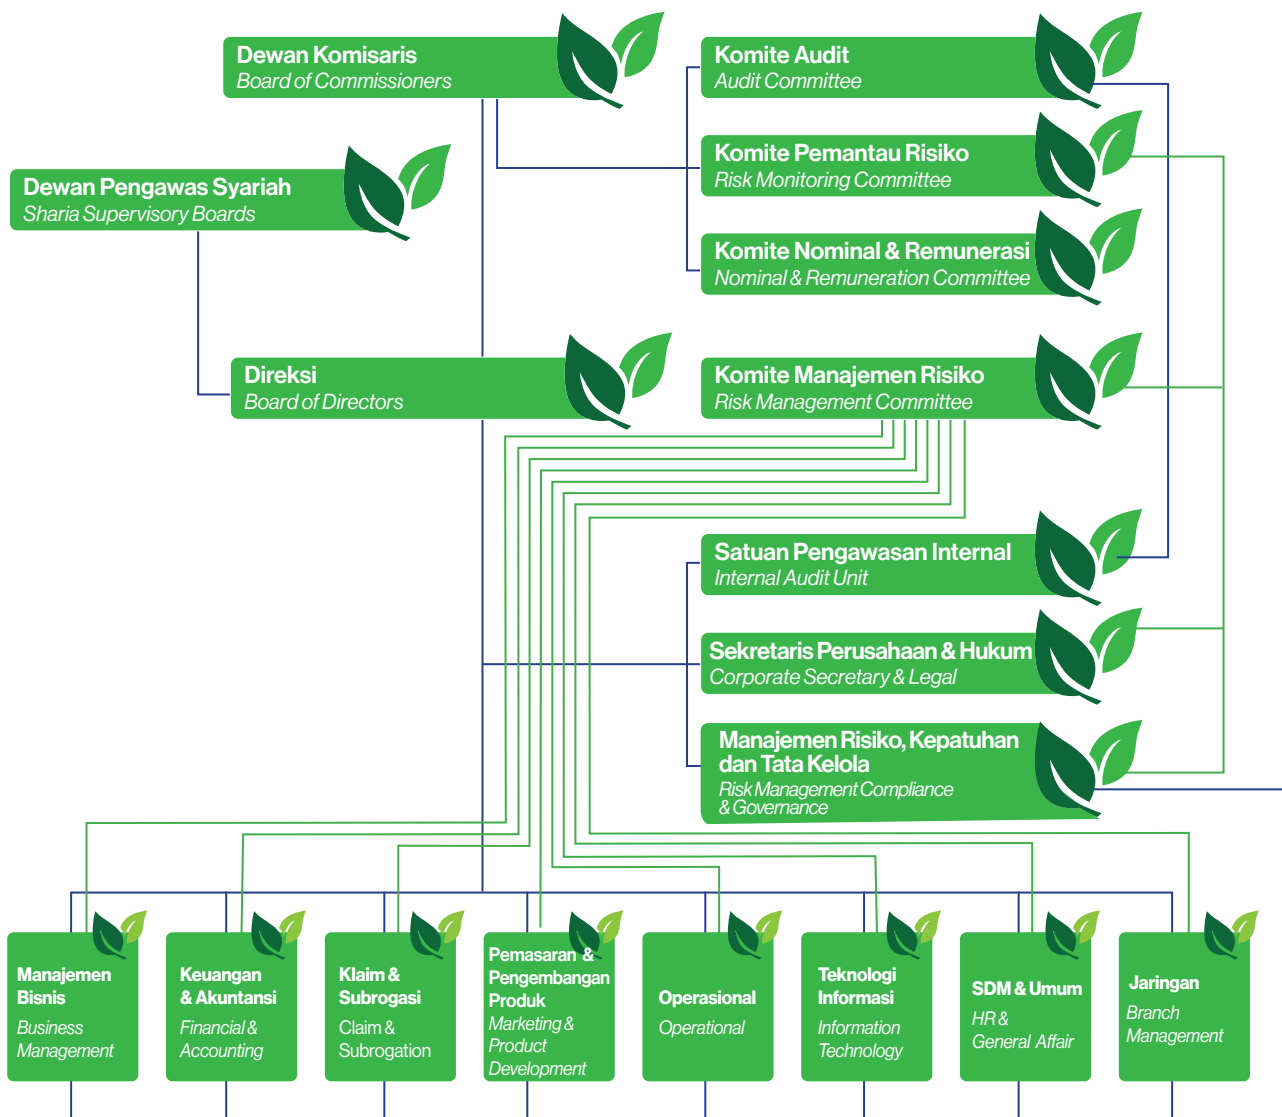 Dewan Komisaris
Board of Commissioners
Komite Audit
Audit Committee
Komite Pemantau Risiko
Risk Monitoring Committee
Dewan Pengawas Syariah
Sharia Supervisory Boards
Komite Nominal & Remunerasi
Nominal & Remuneration Committee
Direksi
Board of Directors
Komite Manajemen Risiko
Risk Management Committee
Satuan Pengawasan Internal
Internal Audit Unit
Sekretaris Perusahaan & Hukum
Corporate Secretary & Legal
Manajemen Risiko, Kepatuhan
dan Tata Kelola
Risk Management Compliance
& Governance
Manajemen
Bisnis
Business
Management
Keuangan
& Akuntansi
Financial &
Accounting
Klaim &
Subrogasi
Claim &
Subrogation
Pemasaran &
Pengembangan
Produk
Marketing &
Product
Development
Operasional
Operational
Teknologi
Informasi
Information
Technology
SDM & Umum
HR &
General Affair
Jaringan
Branch
Management